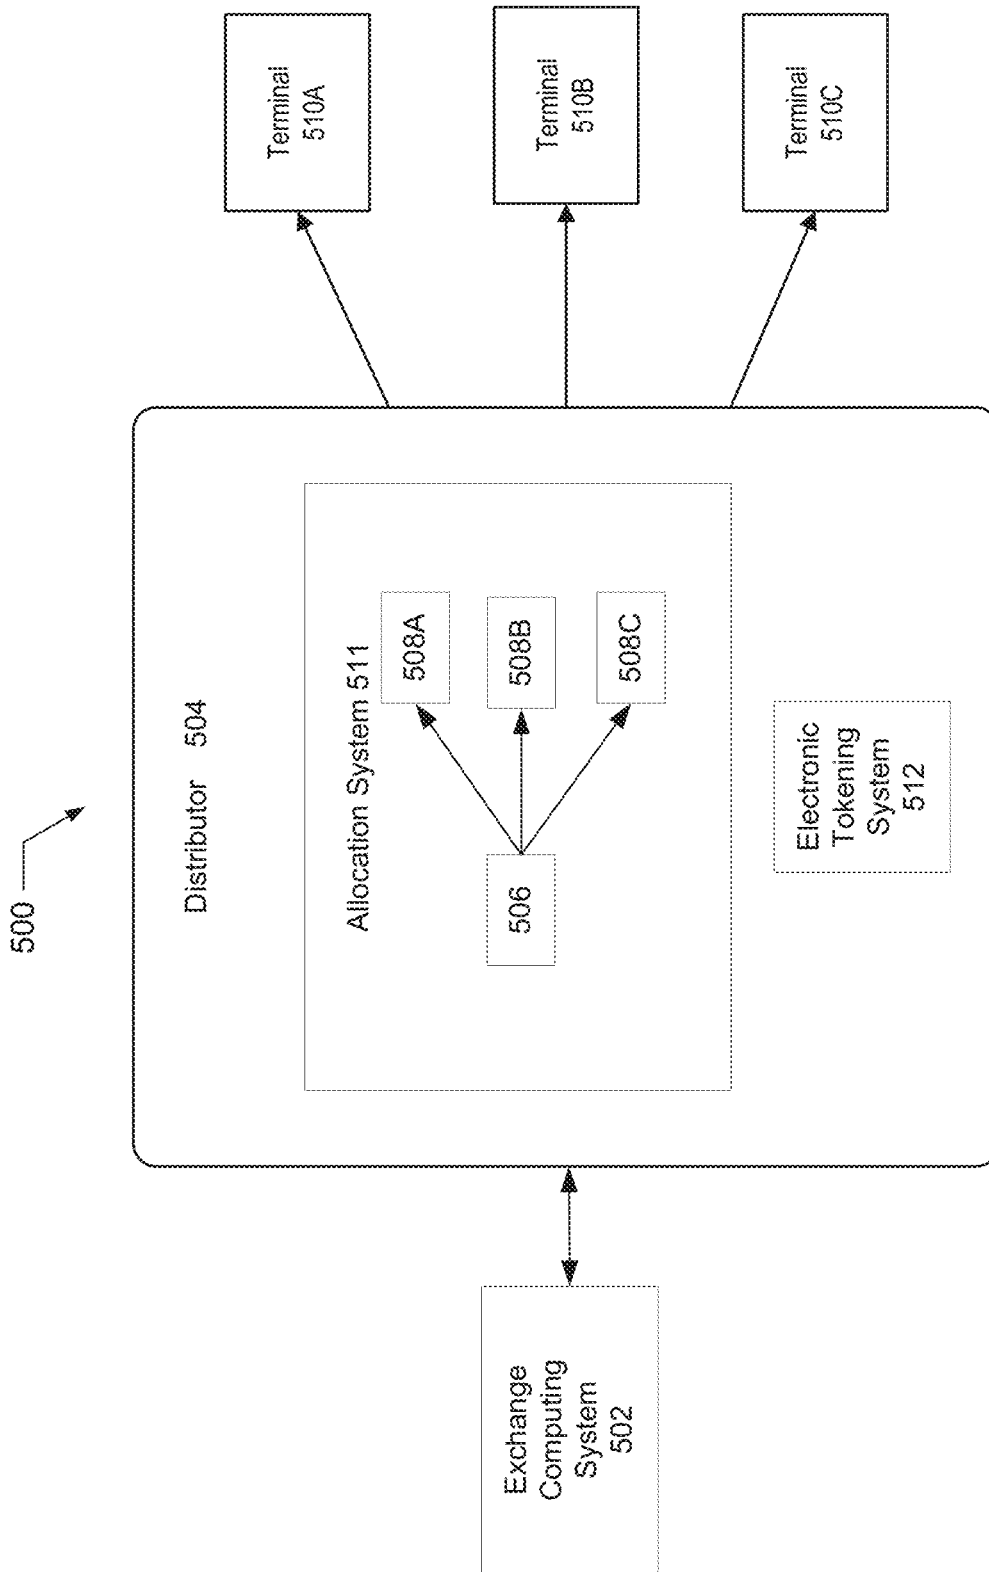 500
Distributor 504
Allocation System 511
506
508A
508B
508C
Electronic
Tokening
System
512
Exchange
Computing
System
502
Terminal
510A
Terminal
510B
Terminal
510C